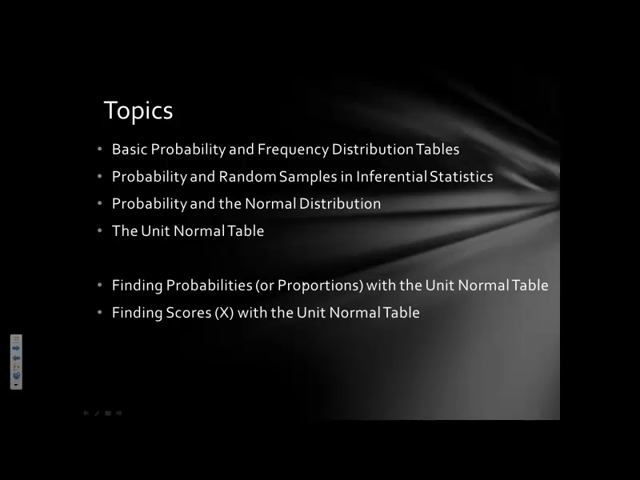 Topics
• Basic Probability and Frequency Distribution Tables
• Probability and Random Samples in Inferential Statistics
• Probability and the Normal Distribution
• The Unit Normal Table
• Finding Probabilities (or Proportions) with the Unit Normal Table
• Finding Scores (X) with the Unit Normal Table